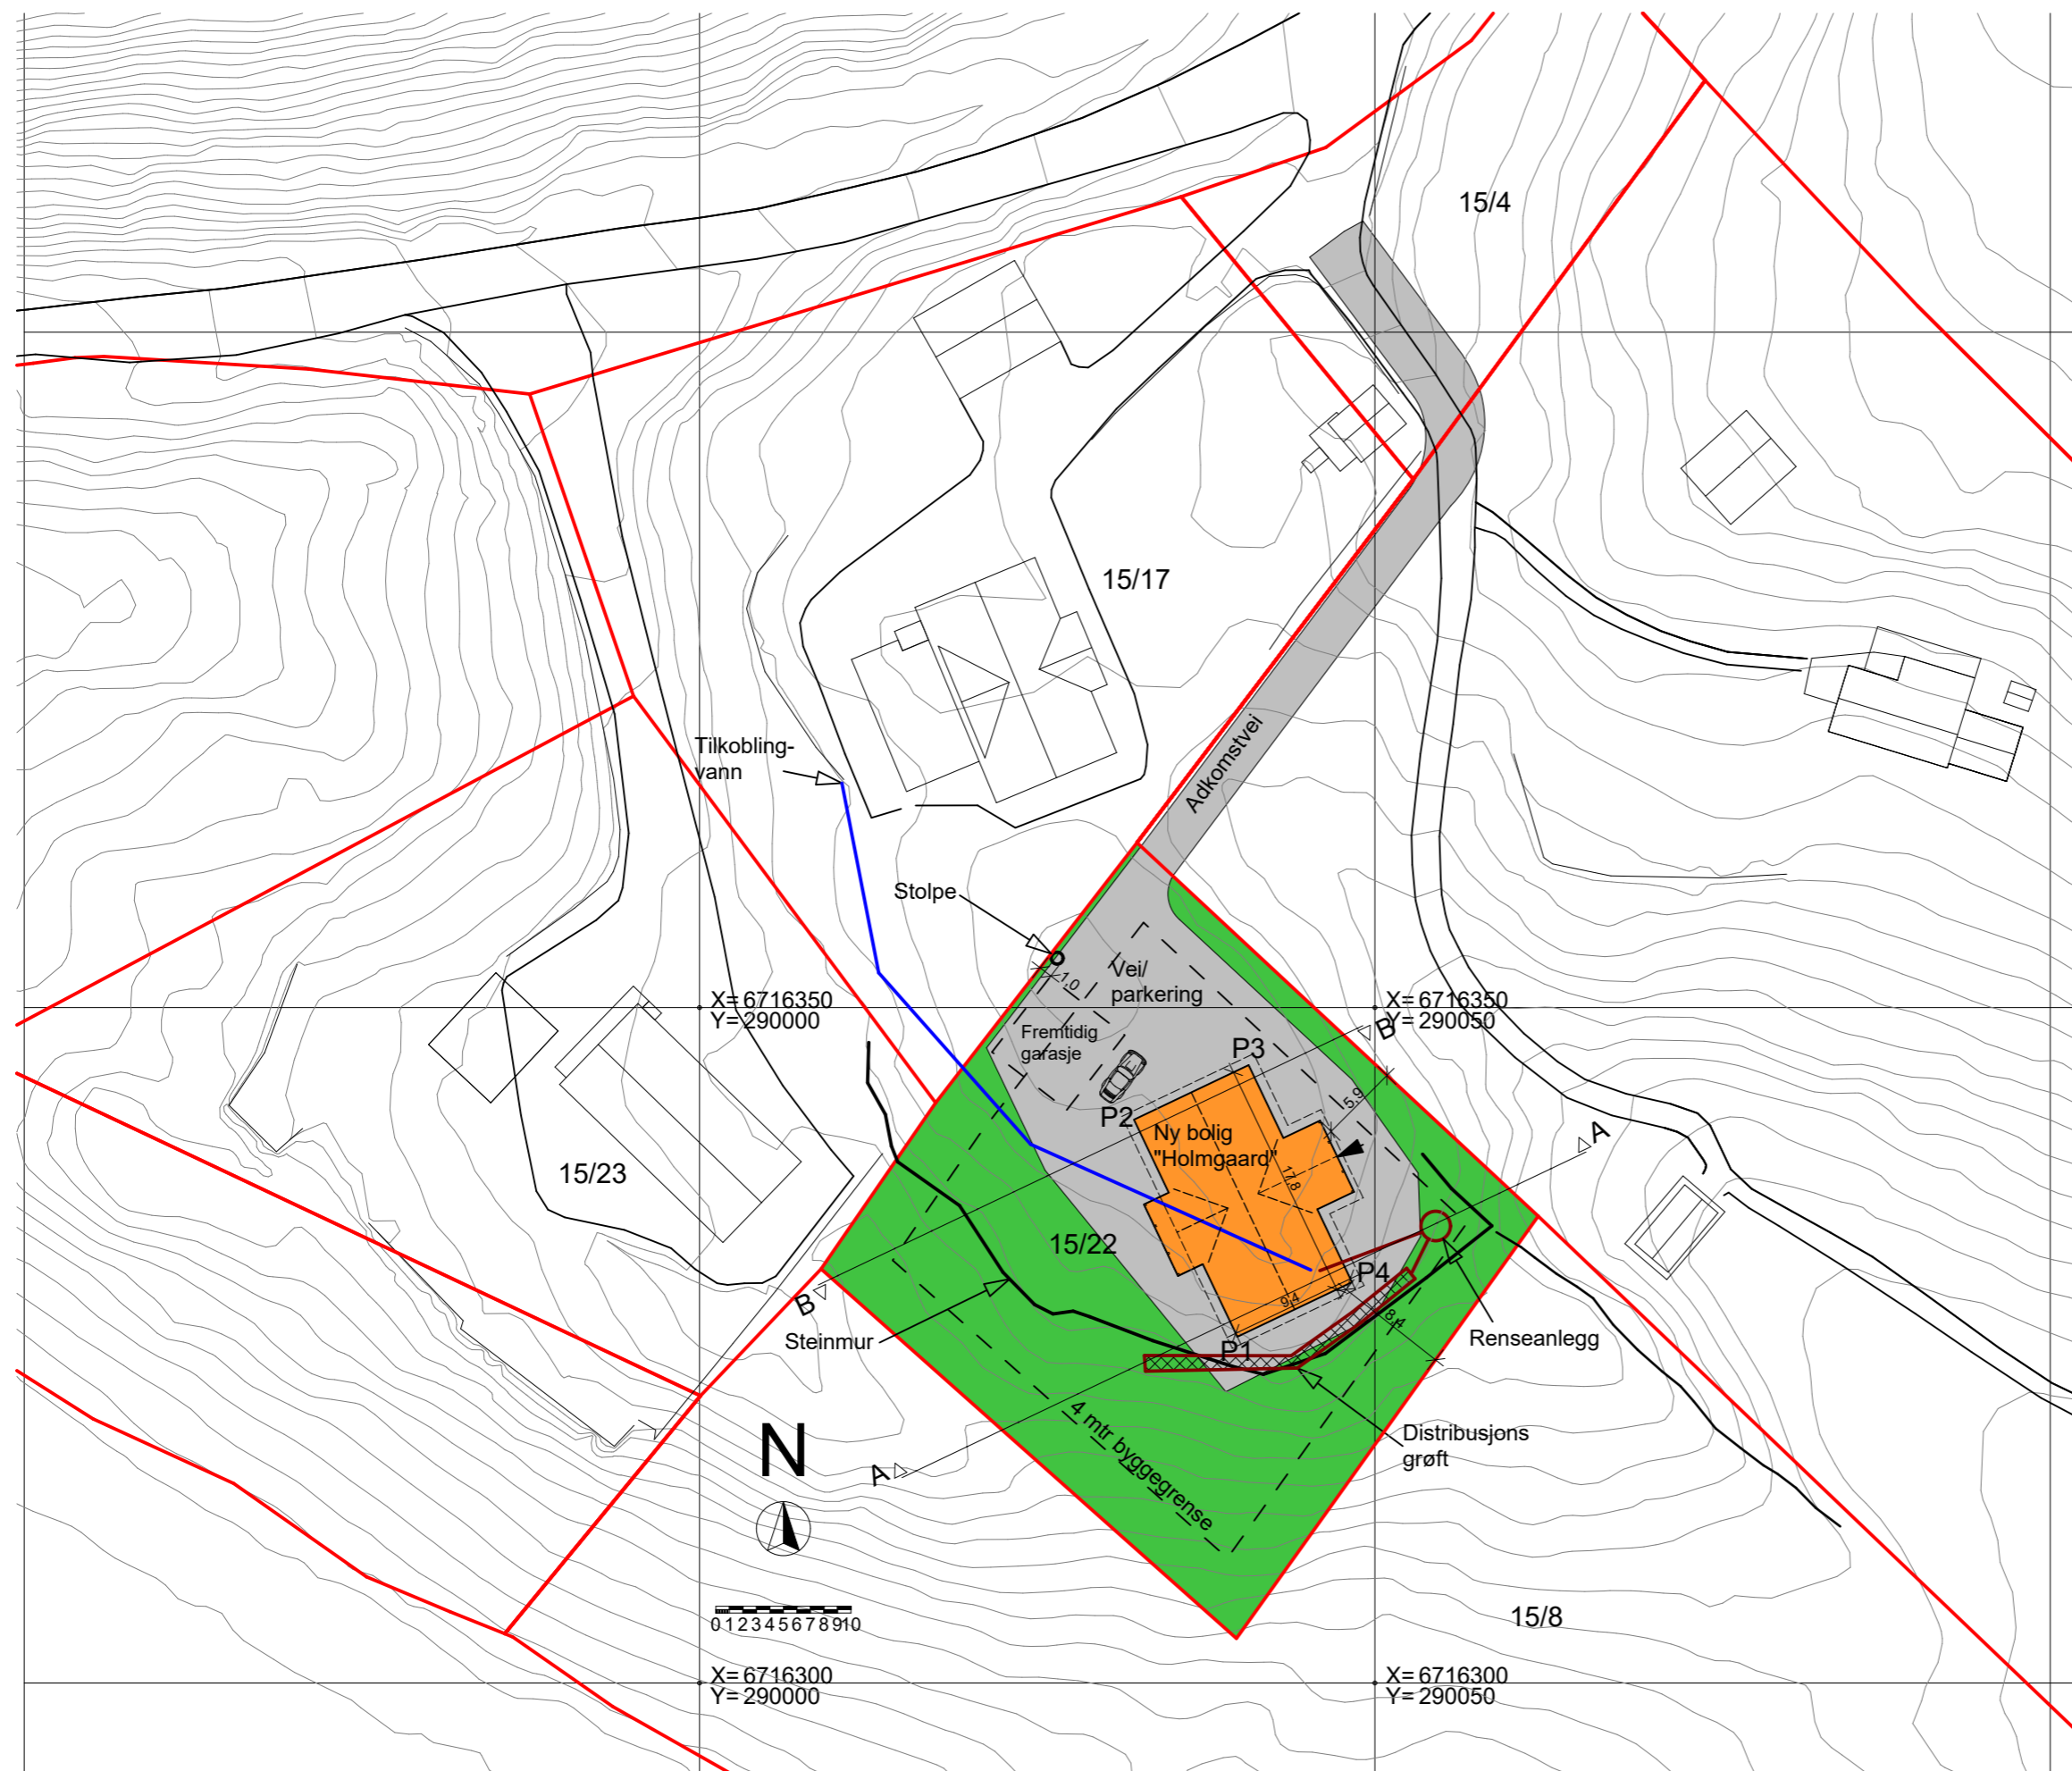 15/4
15/17
Tilkobling-
vann
Adkomstvei
Stolpe
1,0
Vei/
parkering
X= 6716350
Y= 290000
X= 6716350
Y= 290050
B
Fremtidig
garasje
P3
P2
5,9
Ny bolig
"Holmgaard"
17,8
A
15/23
15/22
P4
B
9,4
8,4
Steinmur
P1
Renseanlegg
4 mtr byggegrense
Distribusjons
grøft
N
A
0 1 2 3 4 5 6 7 8 9 10
15/8
X= 6716300
Y= 290000
X= 6716300
Y= 290050